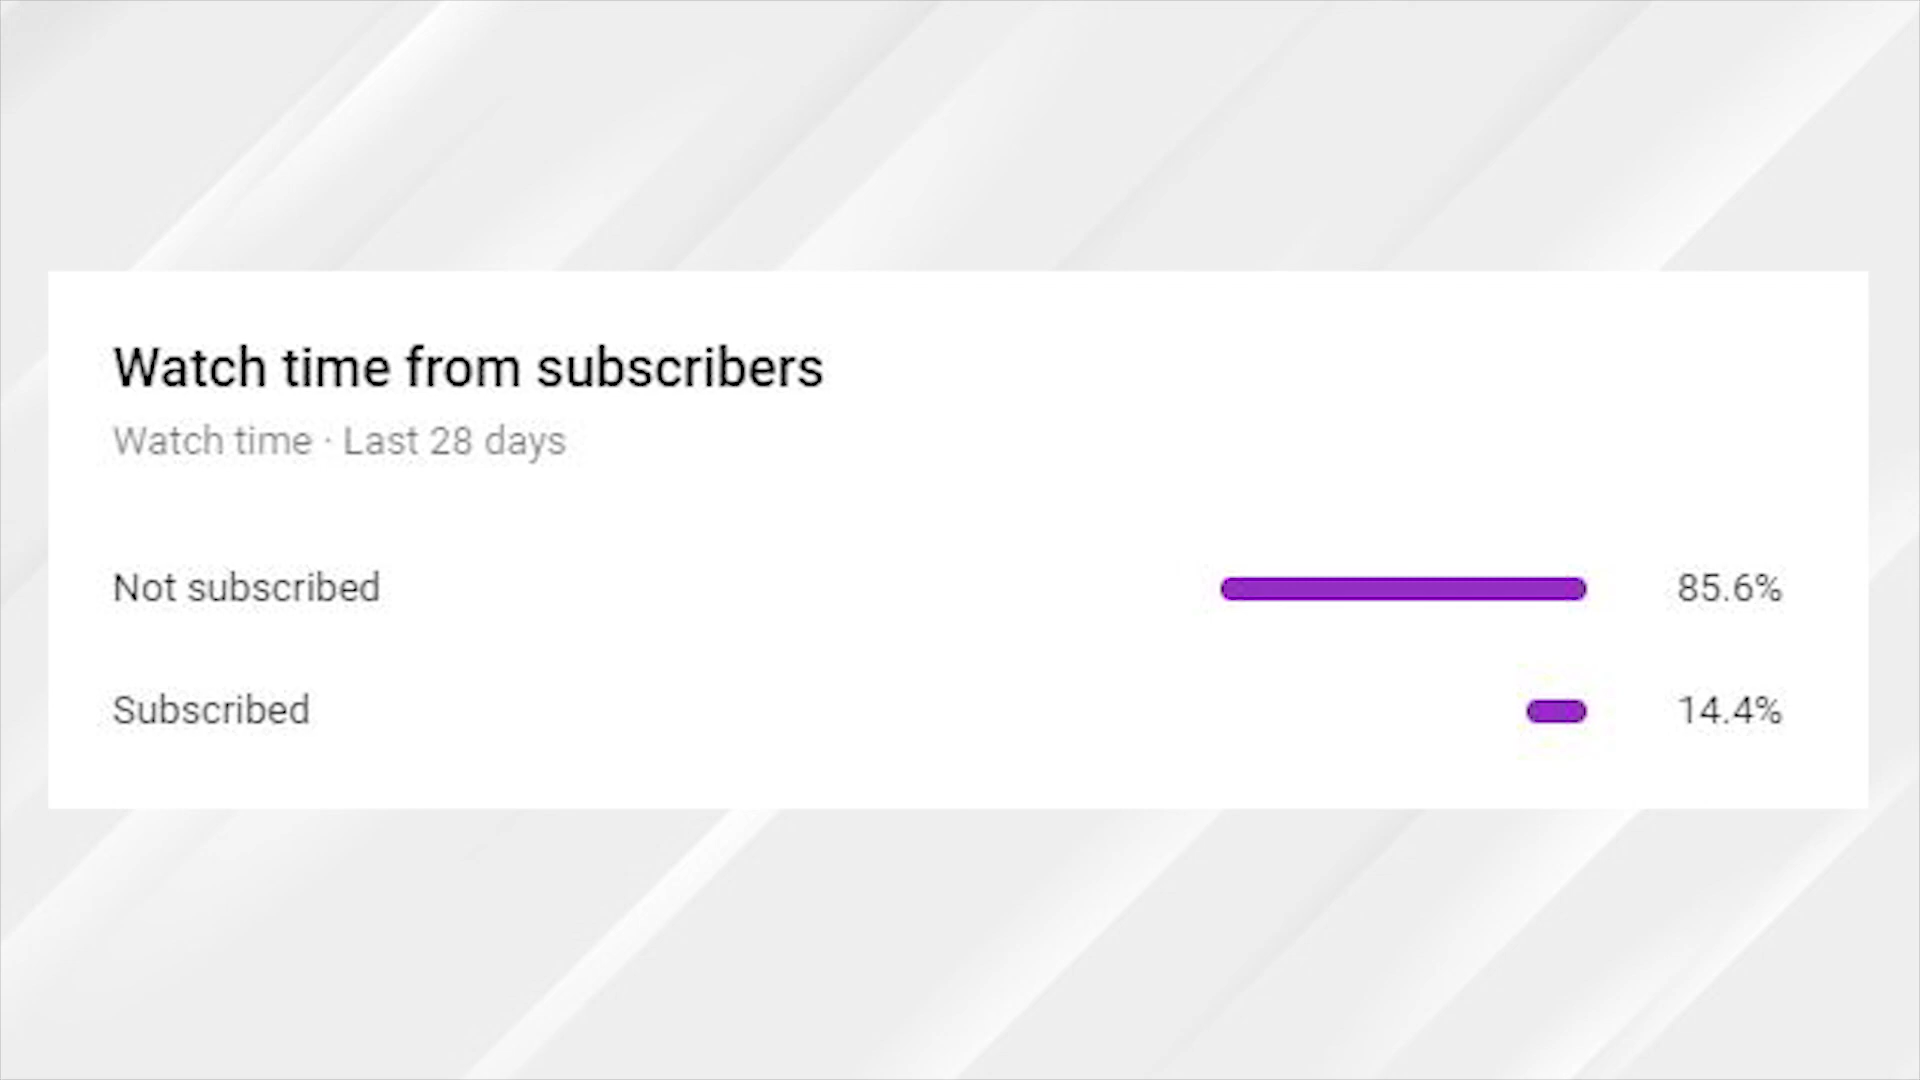 Watch time from subscribers
Watch time · Last 28 days
Not subscribed 85.6%
Subscribed 14.4%